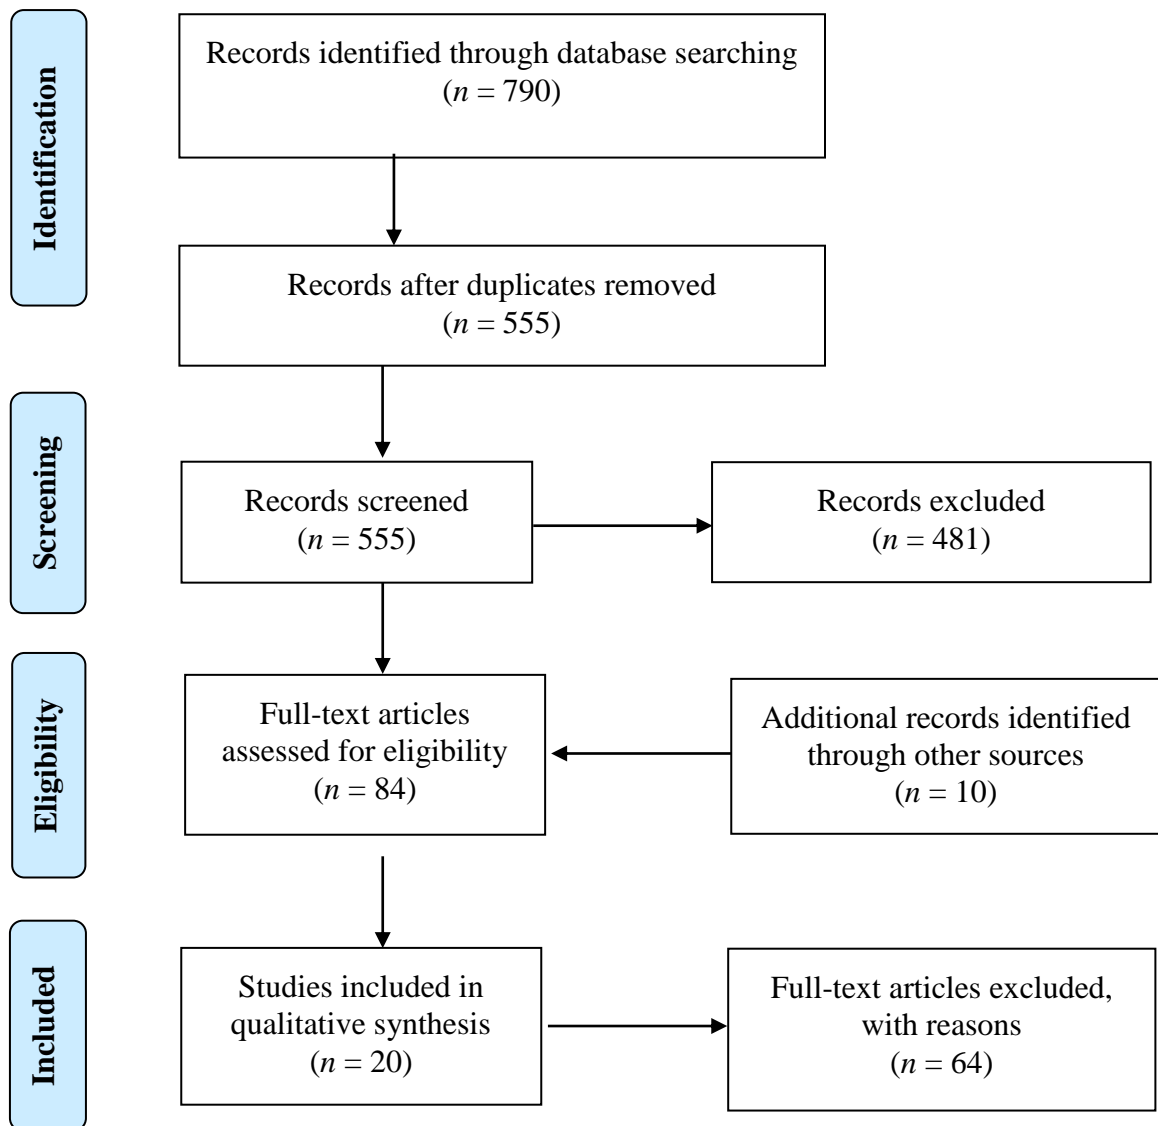 Identification
Records identified through database searching
(n = 790)
Records after duplicates removed
(n = 555)
Screening
Records screened
(n = 555)
Records excluded
(n = 481)
Eligibility
Full-text articles
assessed for eligibility
(n = 84)
Additional records identified
through other sources
(n = 10)
Included
Studies included in
qualitative synthesis
(n = 20)
Full-text articles excluded,
with reasons
(n = 64)